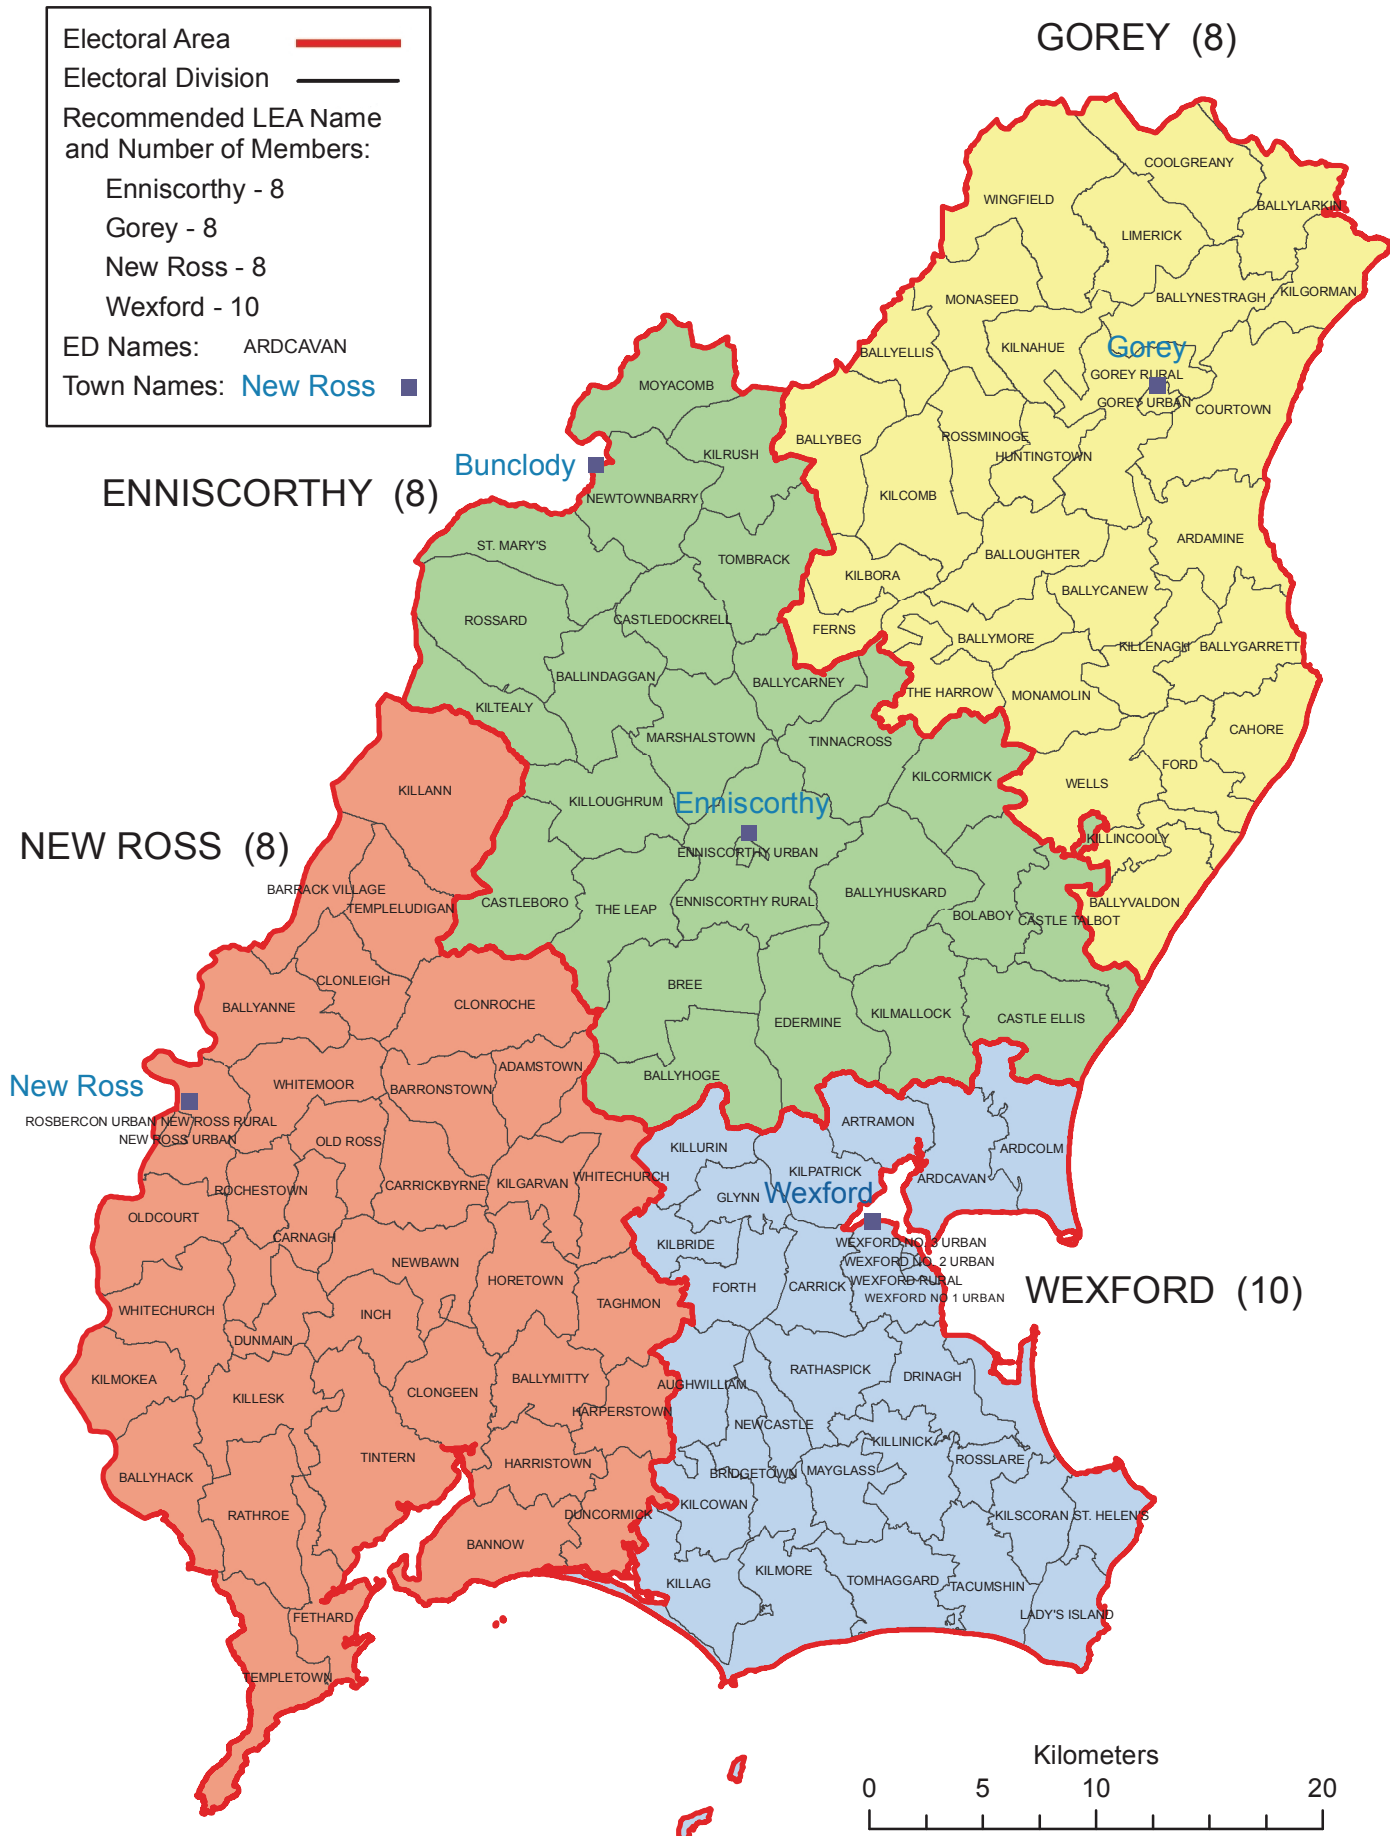 Electoral Area
Electoral Division
Recommended LEA Name
and Number of Members:
Enniscorthy - 8
Gorey - 8
New Ross - 8
Wexford - 10
ED Names: ARDCAVAN
Town Names: New Ross
GOREY (8)
COOLGREANY
WINGFIELD
BALLYLARKIN
LIMERICK
MONASEED
BALLYNESTRAGH
KILGORMAN
BALLYELLIS
KILNAHUE
Gorey
GOREY RURAL
GOREY URBAN
COURTOWN
BALLYBEG
ROSSMINOGE
HUNTINGTOWN
KILCOMB
ARDAMINE
BALLOUGHTER
KILBORA
BALLYCANEW
FERNS
BALLYMORE
KILLENAGH
BALLYGARRETT
THE HARROW
MONAMOLIN
CAHORE
FORD
WELLS
KILLINCOOLY
BALLYVALDON
ENNISCORTHY (8)
MOYACOMB
KILRUSH
Bunclody
NEWTOWNBARRY
ST. MARY'S
TOMBRACK
ROSSARD
CASTLEDOCKRELL
BALLINDAGGAN
BALLYCARNEY
KILTEALY
MARSHALSTOWN
TINNACROSS
KILCORMICK
KILLOUGHRUM
Enniscorthy
ENNISCORTHY URBAN
BALLYHUSKARD
CASTLEBORO
THE LEAP
ENNISCORTHY RURAL
BOLABOY
CASTLE TALBOT
BREE
EDERMINE
KILMALLOCK
CASTLE ELLIS
BALLYHOGE
NEW ROSS (8)
KILLANN
BARRACK VILLAGE
TEMPLELUDIGAN
CLONLEIGH
BALLYANNE
CLONROCHE
ADAMSTOWN
New Ross
WHITEMOOR
BARRONSTOWN
ROSBERCON URBAN
NEW ROSS RURAL
NEW ROSS URBAN
OLD ROSS
ROCHESTOWN
CARRICKBYRNE
KILGARVAN
WHITECHURCH
OLDCOURT
CARNAGH
NEWBAWN
HORETOWN
WHITECHURCH
INCH
TAGHMON
DUNMAIN
KILMOKEA
KILLESK
CLONGEEN
BALLYMITTY
HARPERSTOWN
BALLYHACK
TINTERN
HARRISTOWN
RATHROE
DUNCORMICK
BANNOW
FETHARD
TEMPLETOWN
WEXFORD (10)
ARTRAMON
KILLURIN
ARDCOLM
KILPATRICK
ARDCAVAN
GLYNN
Wexford
KILBRIDE
WEXFORD NO. 3 URBAN
WEXFORD NO. 2 URBAN
WEXFORD RURAL
WEXFORD NO 1 URBAN
FORTH
CARRICK
RATHASPICK
DRINAGH
AUGHWILLIAM
NEWCASTLE
KILLINICK
ROSSLARE
BRIDGETOWN
MAYGLASS
KILCOWAN
KILSCORAN
ST. HELEN'S
KILLAG
KILMORE
TOMHAGGARD
TACUMSHIN
LADY'S ISLAND
Kilometers
0 5 10 20